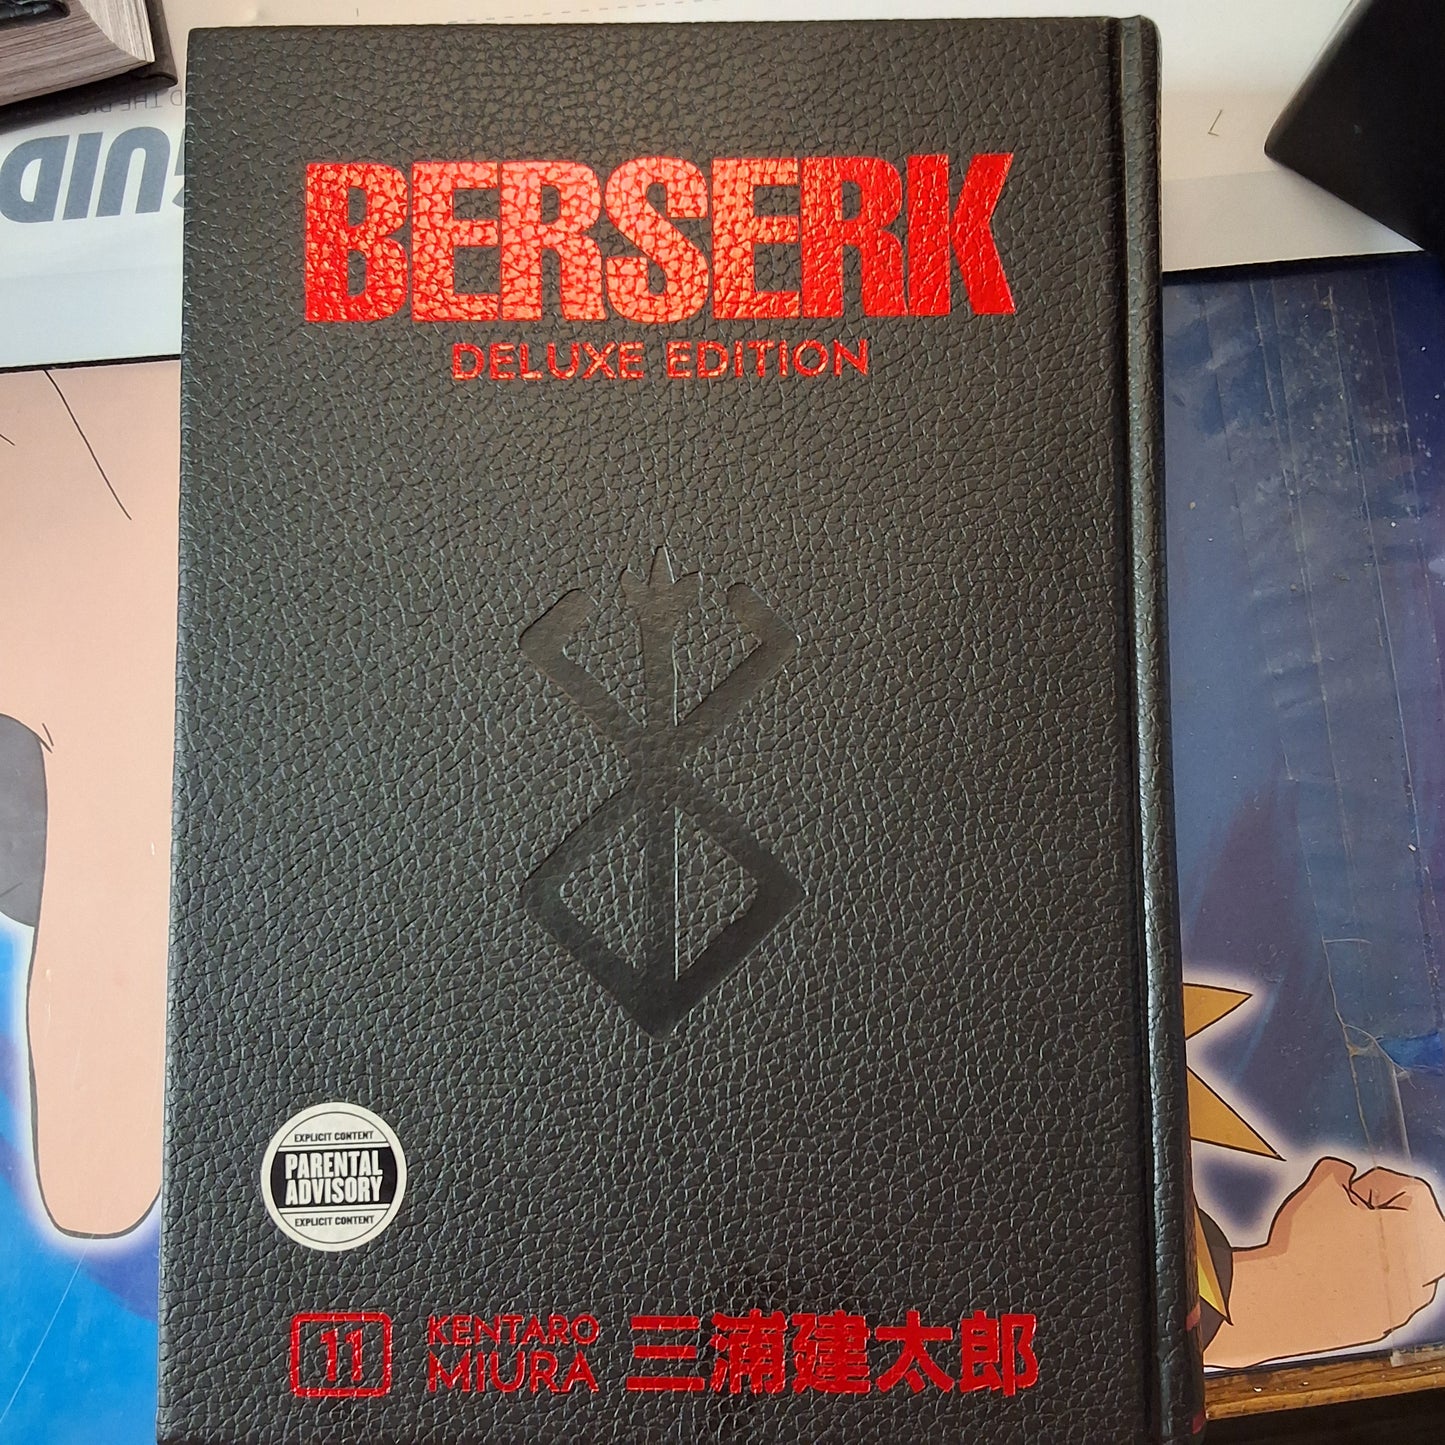 BERSERK
DELUXE EDITION
EXPLICIT CONTENT
PARENTAL
ADVISORY
EXPLICIT CONTENT
11
KENTARO
MIURA
三浦建太郎